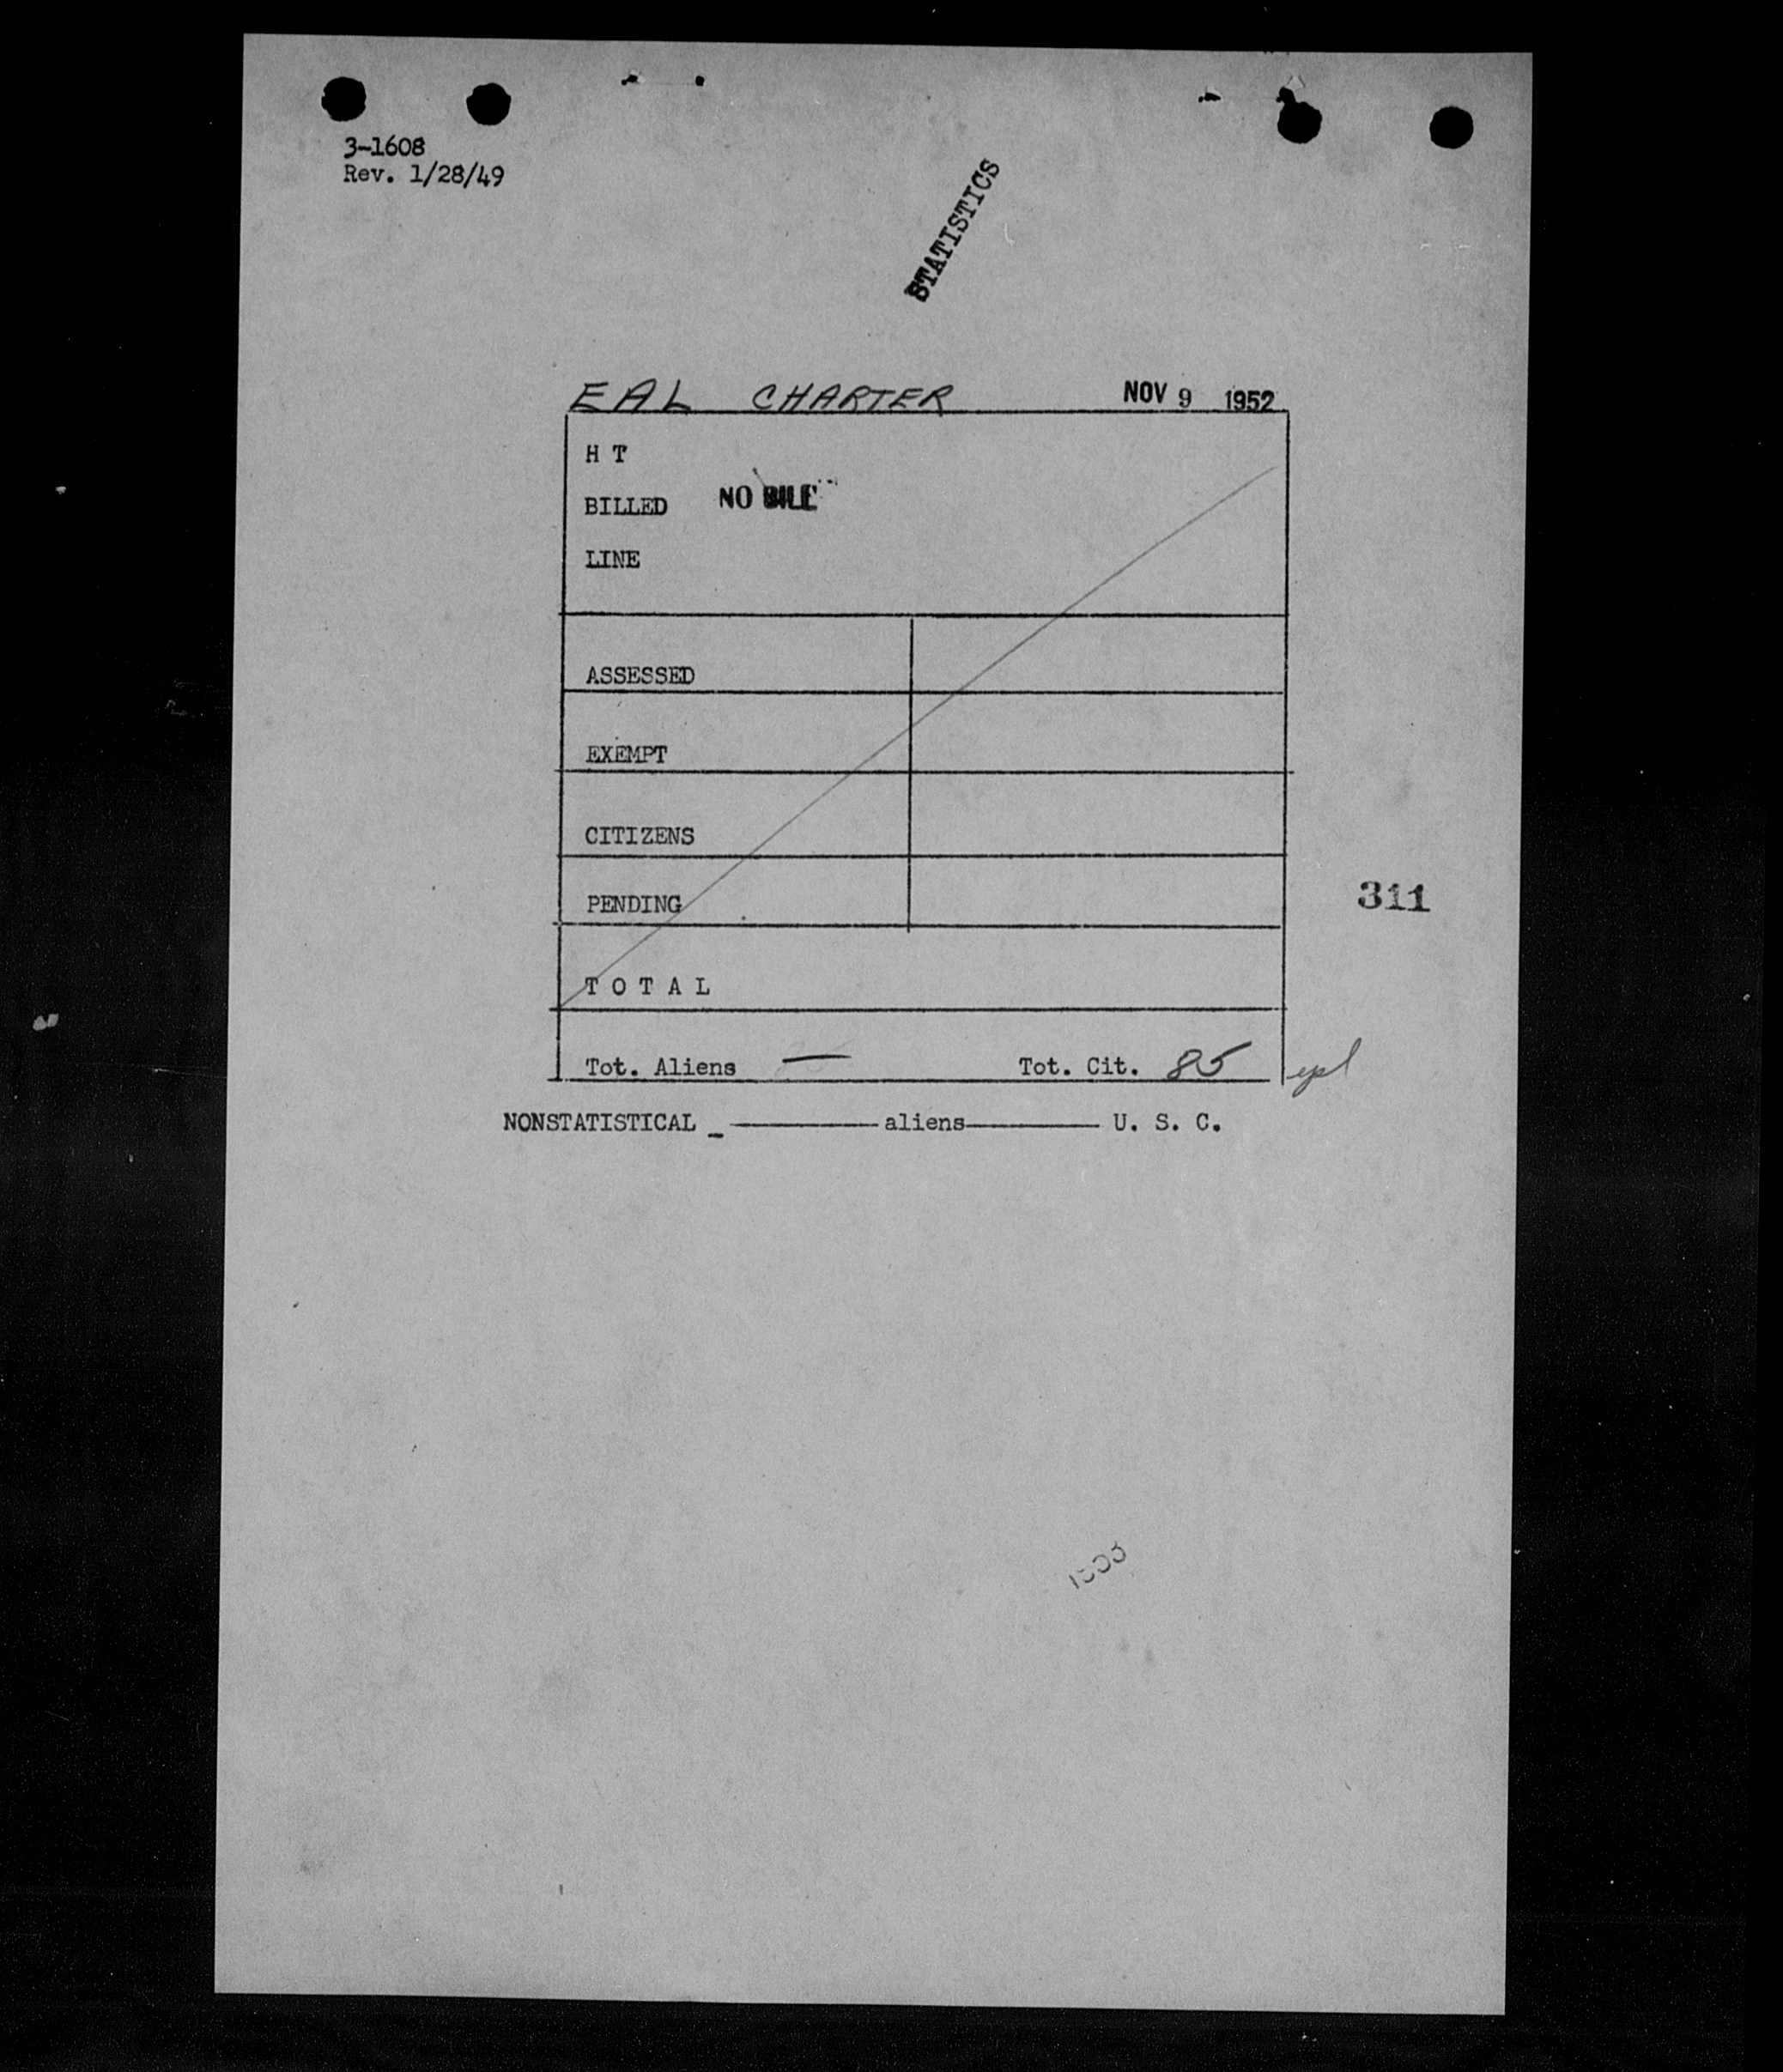 3-1608
Rev. 1/28/49
STATISTICS
EAL CHARTER NOV 9 1952
H T
BILLED NO BILL
LINE
ASSESSED
EXEMPT
CITIZENS
PENDING
311
T O T A L
Tot. Aliens — Tot. Cit. 85
NONSTATISTICAL _ aliens U. S. C.